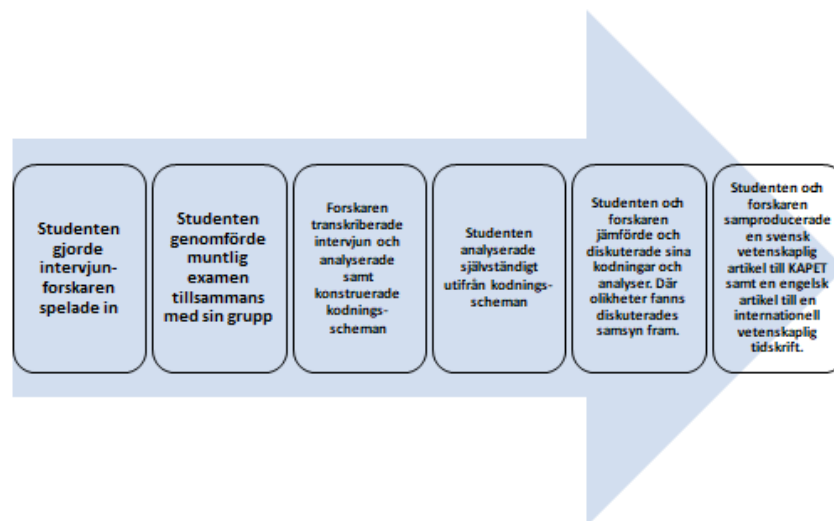 Studenten
gjorde
intervjun-
forskaren
spelade in
Studenten
genomförde
muntlig
examen
tillsammans
med sin grupp
Forskaren
transkriberade
intervjun och
analyserade
samt
konstruerade
kodnings-
scheman
Studenten
analyserade
självständigt
utifrån kodnings-
scheman
Studenten och
forskaren
jämförde och
diskuterade sina
kodningar och
analyser. Där
olikheter fanns
diskuterades
samsyn fram.
Studenten och
forskaren
samproducerade
en svensk
vetenskaplig
artikel till KAPET
samt en engelsk
artikel till en
internationell
vetenskaplig
tidskrift.